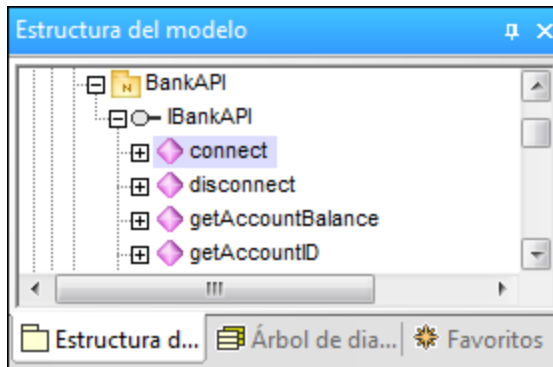 Estructura del modelo
BankAPI
IBankAPI
connect
disconnect
getAccountBalance
getAccountID
Estructura d... Árbol de dia... Favoritos